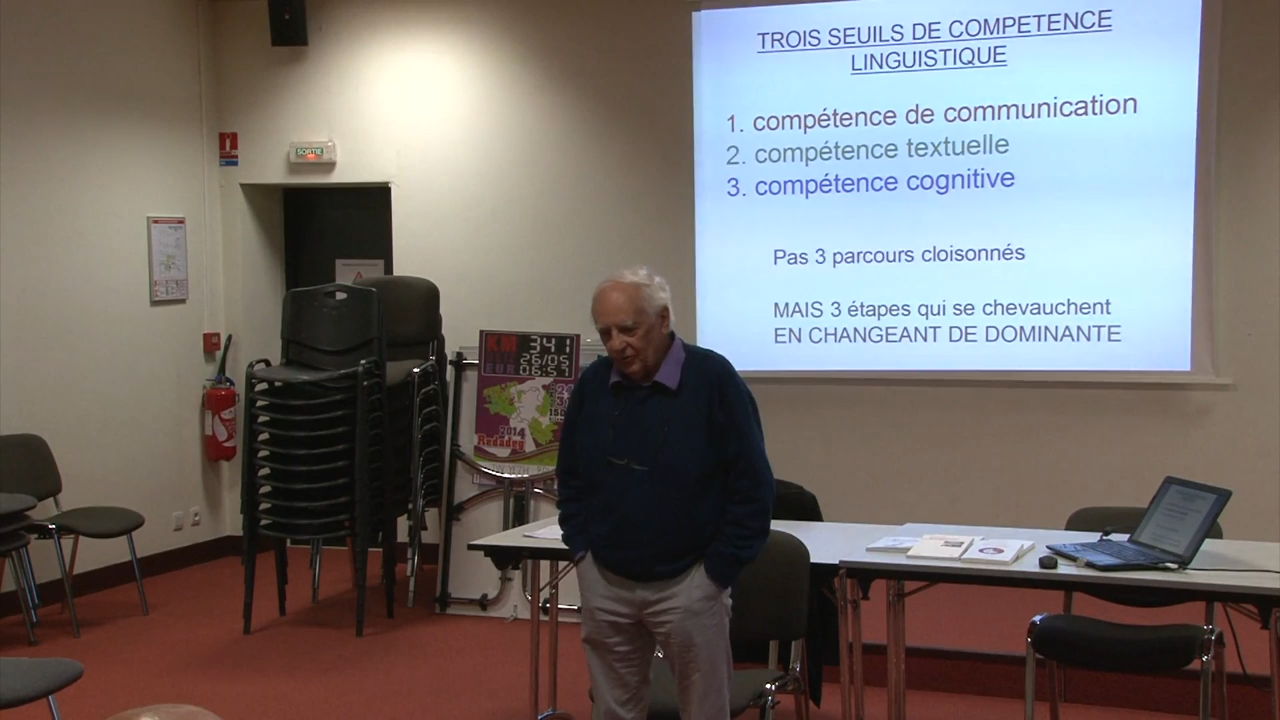 TROIS SEUILS DE COMPETENCE
LINGUISTIQUE
1. compétence de communication
2. compétence textuelle
3. compétence cognitive
Pas 3 parcours cloisonnés
MAIS 3 étapes qui se chevauchent
EN CHANGEANT DE DOMINANTE
SORTIE
KM 341
26/05
EUR 06:57
2014
Redadeg